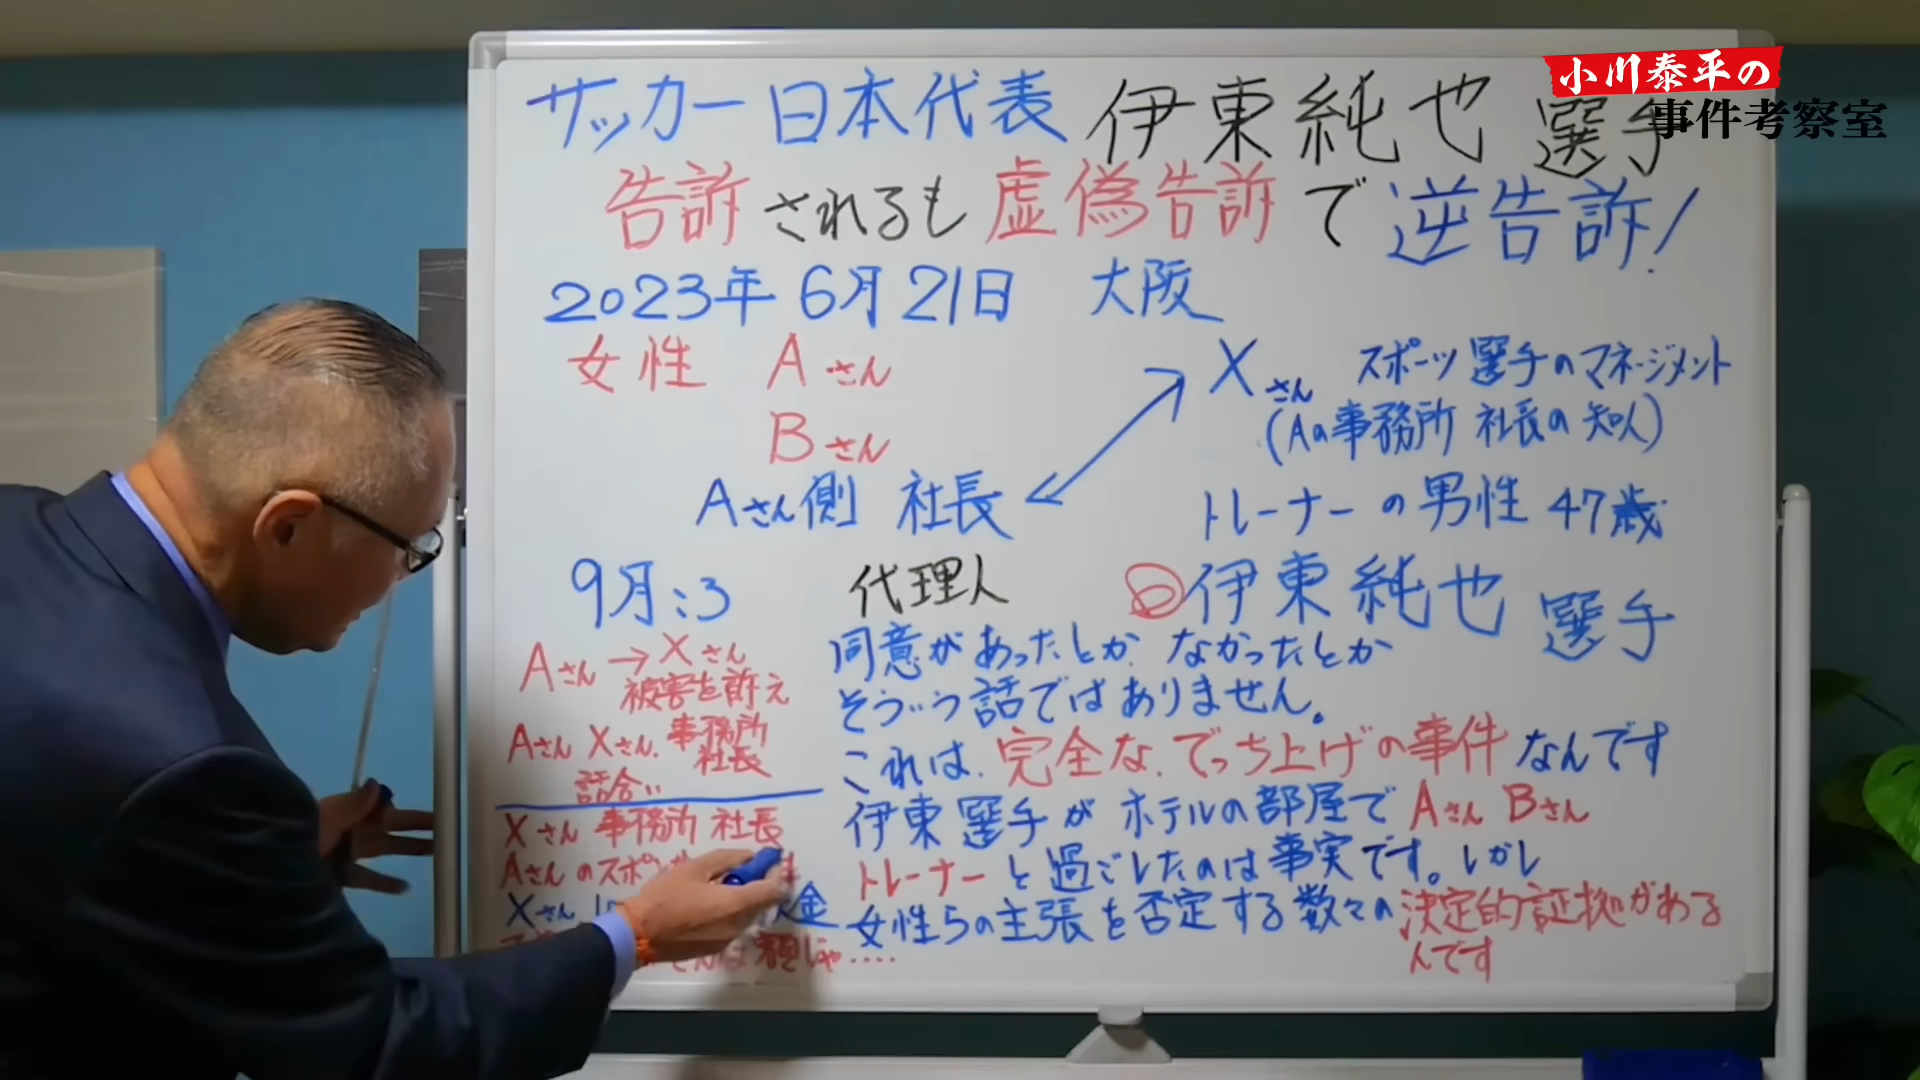 小川泰平の
事件考察室
サッカー日本代表 伊東純也 選手
告訴されるも虚偽告訴で逆告訴!
2023年 6月21日 大阪
女性 Aさん
Bさん
Xさん スポーツ選手のマネージメント
(Aの事務所 社長の知人)
Aさん側 社長
トレーナーの男性 47歳
9月:3
代理人
伊東純也 選手
Aさん→Xさん
被害を訴え
Aさん Xさん. 事務所
社長
話合い
Xさん 事務所 社長
Aさんのスポン
Xさん
金
同意があったとか なかったとか
そういう話ではありません。
これは.完全な.でっち上げの事件なんです
伊東選手がホテルの部屋でAさんBさん
トレーナーと過ごしたのは事実です。しかし
女性らの主張を否定する数々の決定的証拠がある
んです